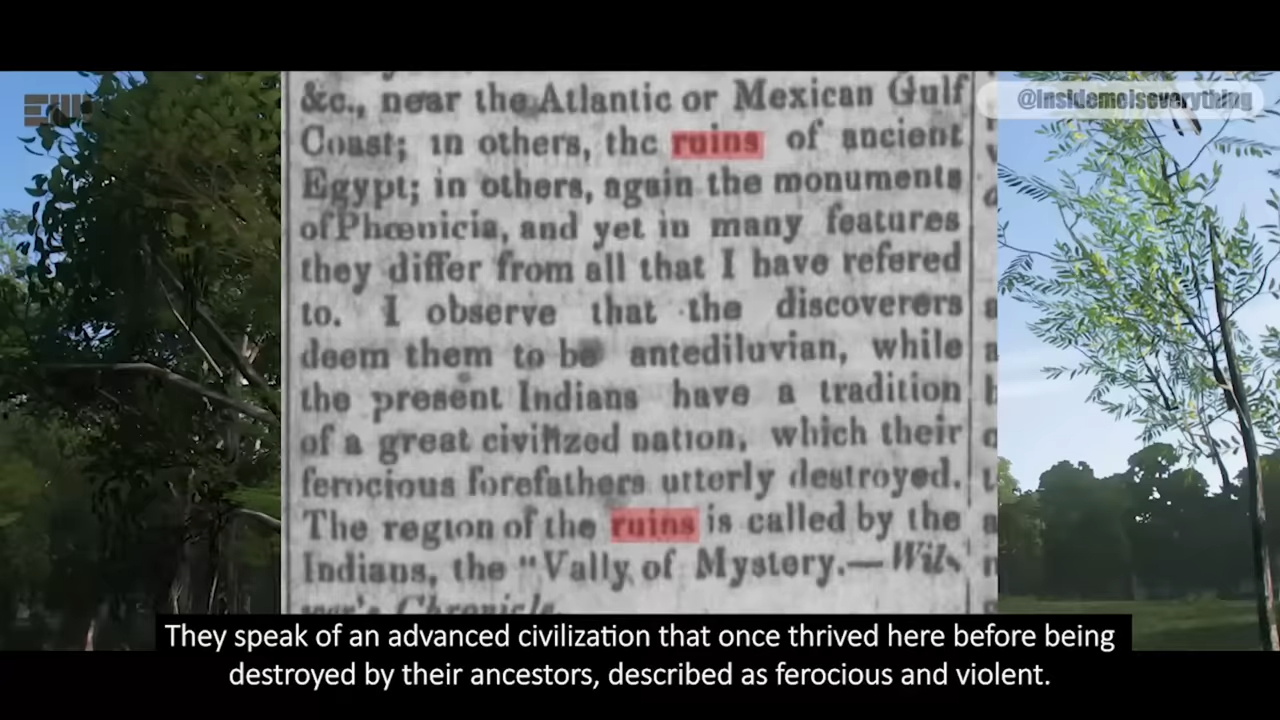 @insidemeiseverything
&c., near the Atlantic or Mexican Gulf
Coast; in others, the ruins of ancient
Egypt; in others, again the monuments
of Phœnicia, and yet in many features
they differ from all that I have refered
to. I observe that the discoverers
deem them to be antediluvian, while
the present Indians have a tradition
of a great civilized nation, which their
ferocious forefathers utterly destroyed.
The region of the ruins is called by the
Indians, the "Vally of Mystery.—Wil-
Chronicle.
They speak of an advanced civilization that once thrived here before being
destroyed by their ancestors, described as ferocious and violent.